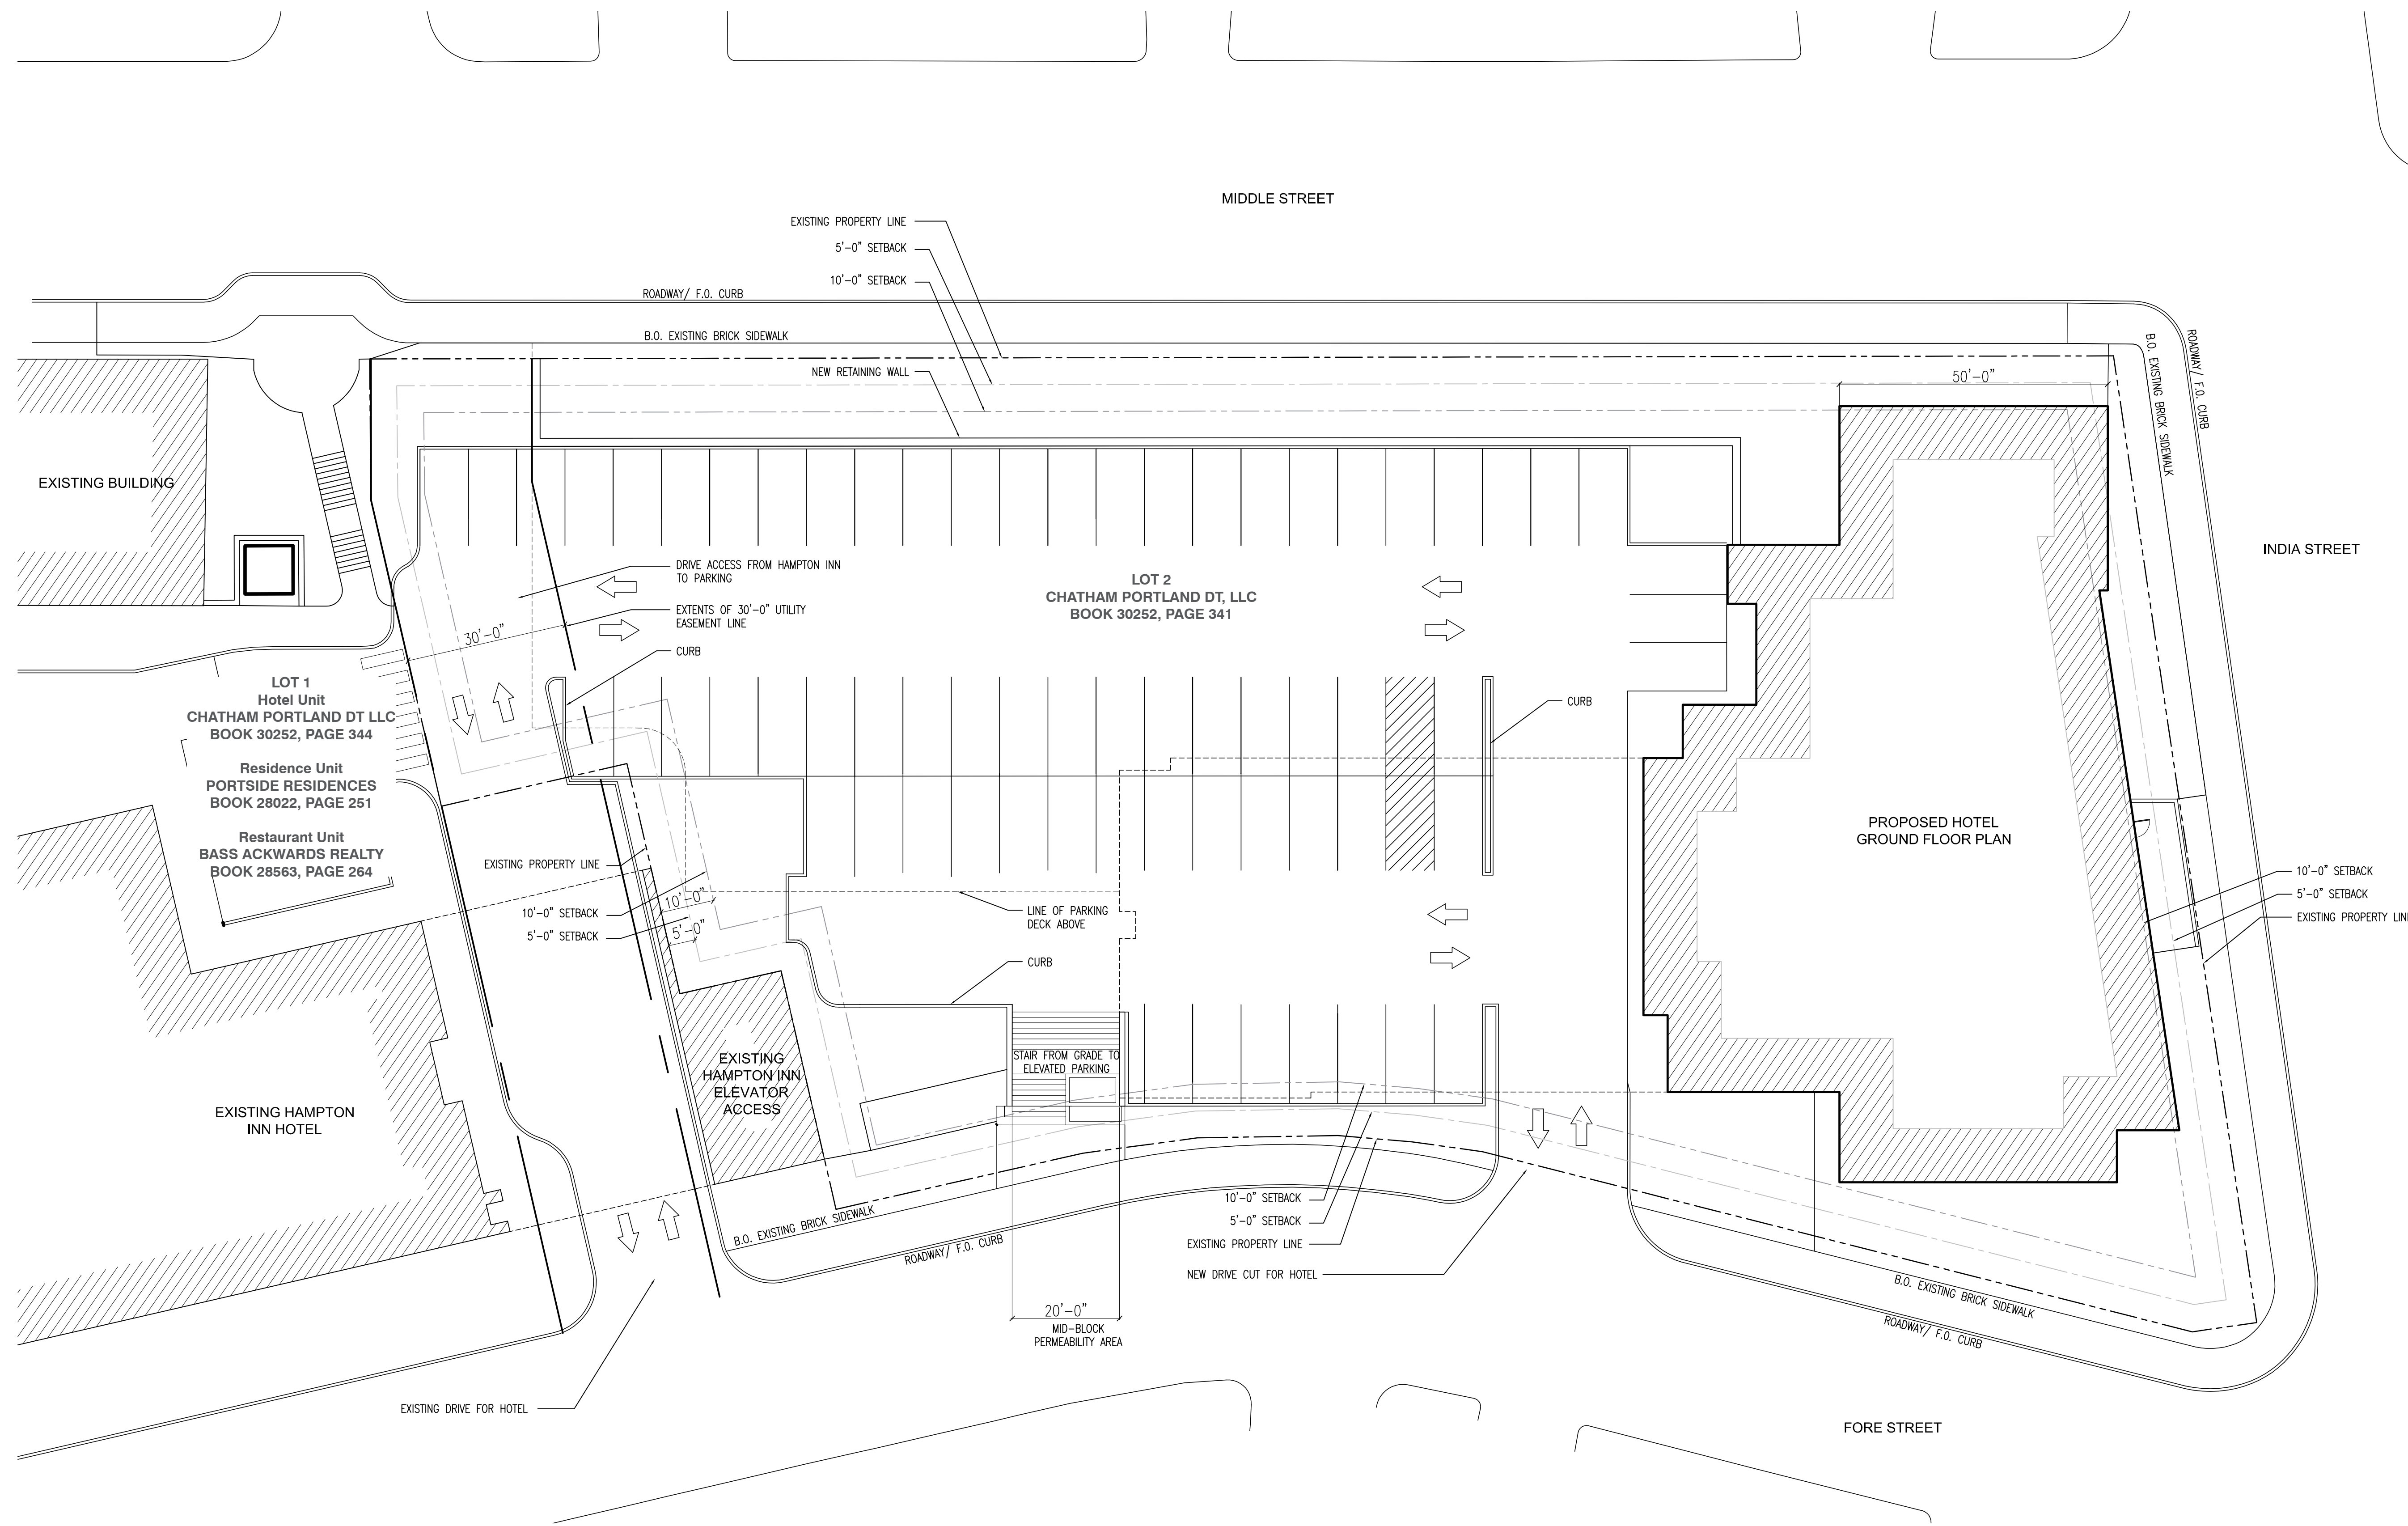 MIDDLE STREET
EXISTING PROPERTY LINE
5'-0" SETBACK
10'-0" SETBACK
ROADWAY/ F.O. CURB
B.O. EXISTING BRICK SIDEWALK
NEW RETAINING WALL
50'-0"
B.O. EXISTING BRICK SIDEWALK
ROADWAY/ F.O. CURB
EXISTING BUILDING
INDIA STREET
DRIVE ACCESS FROM HAMPTON INN
TO PARKING
LOT 2
CHATHAM PORTLAND DT, LLC
BOOK 30252, PAGE 341
EXTENTS OF 30'-0" UTILITY
EASEMENT LINE
30'-0"
CURB
LOT 1
Hotel Unit
CHATHAM PORTLAND DT LLC
BOOK 30252, PAGE 344
Residence Unit
PORTSIDE RESIDENCES
BOOK 28022, PAGE 251
Restaurant Unit
BASS ACKWARDS REALTY
BOOK 28563, PAGE 264
CURB
PROPOSED HOTEL
GROUND FLOOR PLAN
EXISTING PROPERTY LINE
10'-0" SETBACK
5'-0" SETBACK
10'-0"
5'-0"
LINE OF PARKING
DECK ABOVE
CURB
10'-0" SETBACK
5'-0" SETBACK
EXISTING PROPERTY LIN
STAIR FROM GRADE TO
ELEVATED PARKING
EXISTING
HAMPTON INN
ELEVATOR
ACCESS
EXISTING HAMPTON
INN HOTEL
B.O. EXISTING BRICK SIDEWALK
ROADWAY/ F.O. CURB
10'-0" SETBACK
5'-0" SETBACK
EXISTING PROPERTY LINE
NEW DRIVE CUT FOR HOTEL
20'-0"
MID-BLOCK
PERMEABILITY AREA
B.O. EXISTING BRICK SIDEWALK
ROADWAY/ F.O. CURB
EXISTING DRIVE FOR HOTEL
FORE STREET